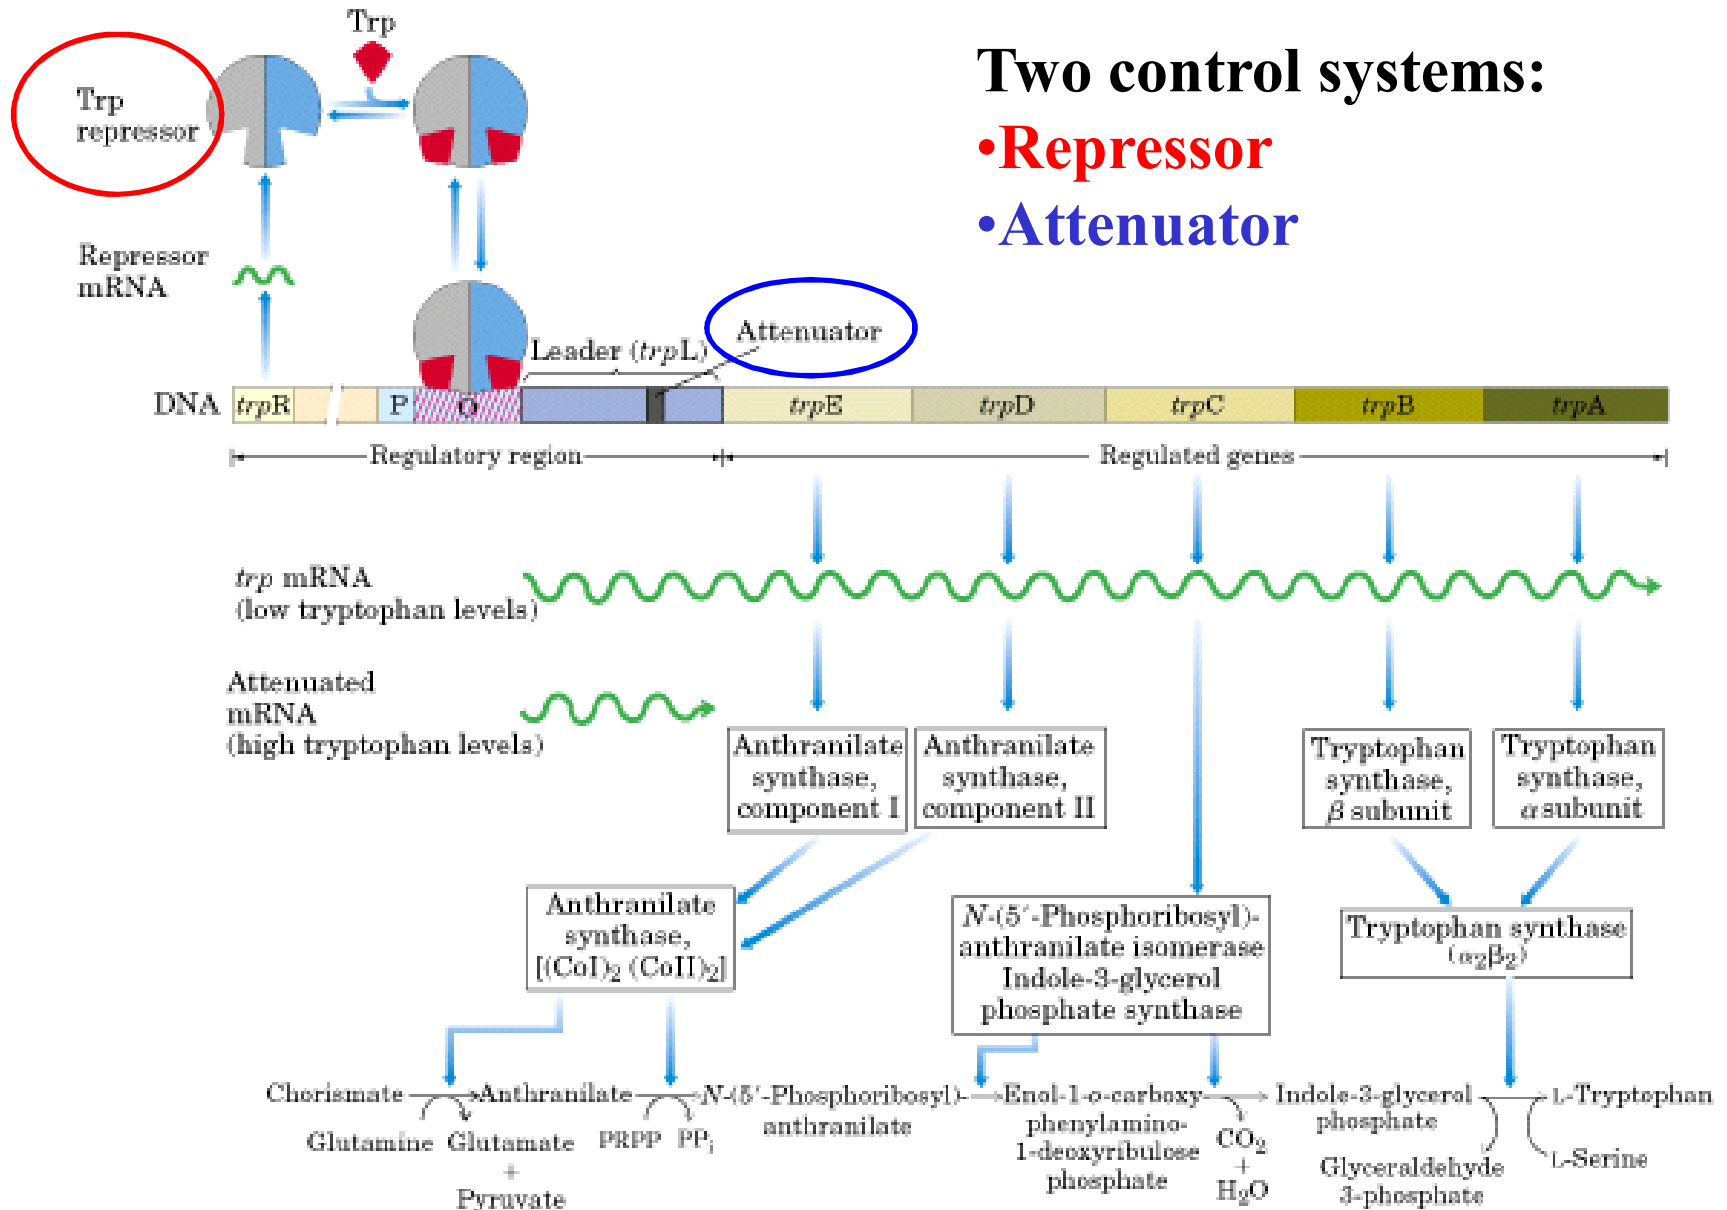 Two control systems:
•Repressor
•Attenuator
Trp
Trp
repressor
Repressor
mRNA
Leader (trpL)
Attenuator
DNA
trpR
P
O
trpE
trpD
trpC
trpB
trpA
Regulatory region
Regulated genes
trp mRNA
(low tryptophan levels)
Attenuated
mRNA
(high tryptophan levels)
Anthranilate
synthase,
component I
Anthranilate
synthase,
component II
Tryptophan
synthase,
β subunit
Tryptophan
synthase,
α subunit
Anthranilate
synthase,
[(CoI)₂ (CoII)₂]
N-(5′-Phosphoribosyl)-
anthranilate isomerase
Indole-3-glycerol
phosphate synthase
Tryptophan synthase
(α₂β₂)
Chorismate
Glutamine
Glutamate
+
Pyruvate
Anthranilate
PRPP
PPᵢ
N-(5′-Phosphoribosyl)-
anthranilate
Enol-1-o-carboxy
phenylamino-
1-deoxyribulose
phosphate
CO₂
+
H₂O
Indole-3-glycerol
phosphate
Glyceraldehyde
3-phosphate
L-Tryptophan
L-Serine